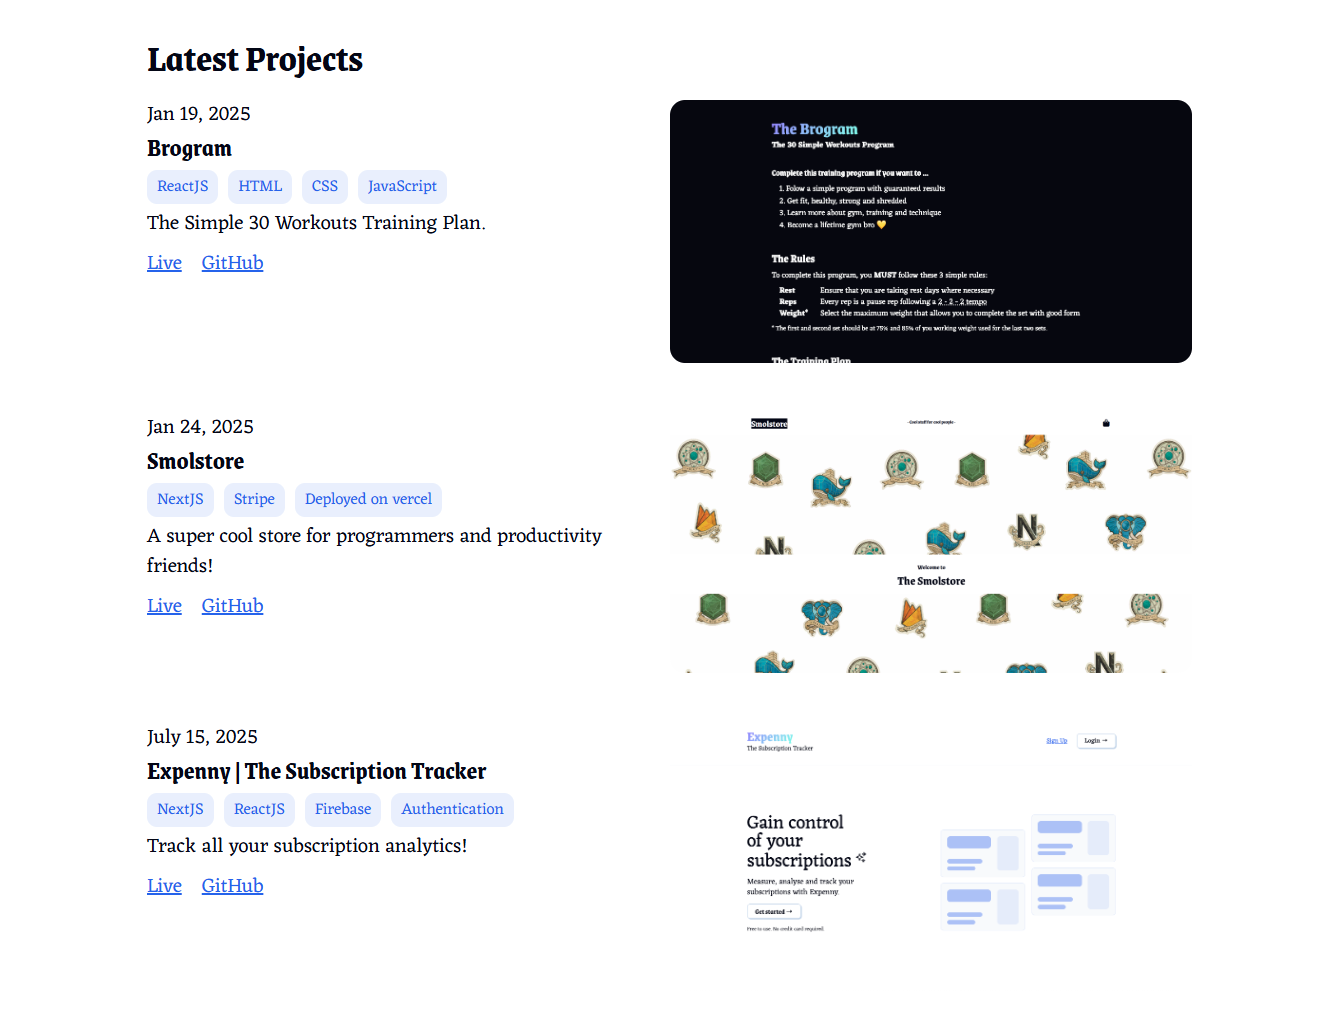 Latest Projects
Jan 19, 2025
Brogram
ReactJS HTML CSS JavaScript
The Simple 30 Workouts Training Plan.
Live GitHub
The Brogram
The 30 Simple Workouts Program
Complete this training program if you want to ...
1. Folow a simple program with guaranteed results
2. Get fit, healthy, strong and shredded
3. Learn more about gym, training and technique
4. Become a lifetime gym bro 💛
The Rules
To complete this program, you MUST follow these 3 simple rules:
Rest Ensure that you are taking rest days where necessary
Reps Every rep is a pause rep following a 2 - 2 - 2 tempo
Weight* Select the maximum weight that allows you to complete the set with good form
* The first and second set should be at 75% and 85% of you working weight used for the last two sets.
The Training Plan
Jan 24, 2025
Smolstore
NextJS Stripe Deployed on vercel
A super cool store for programmers and productivity
friends!
Live GitHub
Smolstore
- Cool stuff for cool people -
N
N
Welcome to
The Smolstore
N
July 15, 2025
Expenny | The Subscription Tracker
NextJS ReactJS Firebase Authentication
Track all your subscription analytics!
Live GitHub
Expenny
The Subscription Tracker
Sign Up Login →
Gain control
of your
subscriptions
Measure, analyse and track your
subscriptions with Expenny.
Get started →
Free to use. No credit card required.